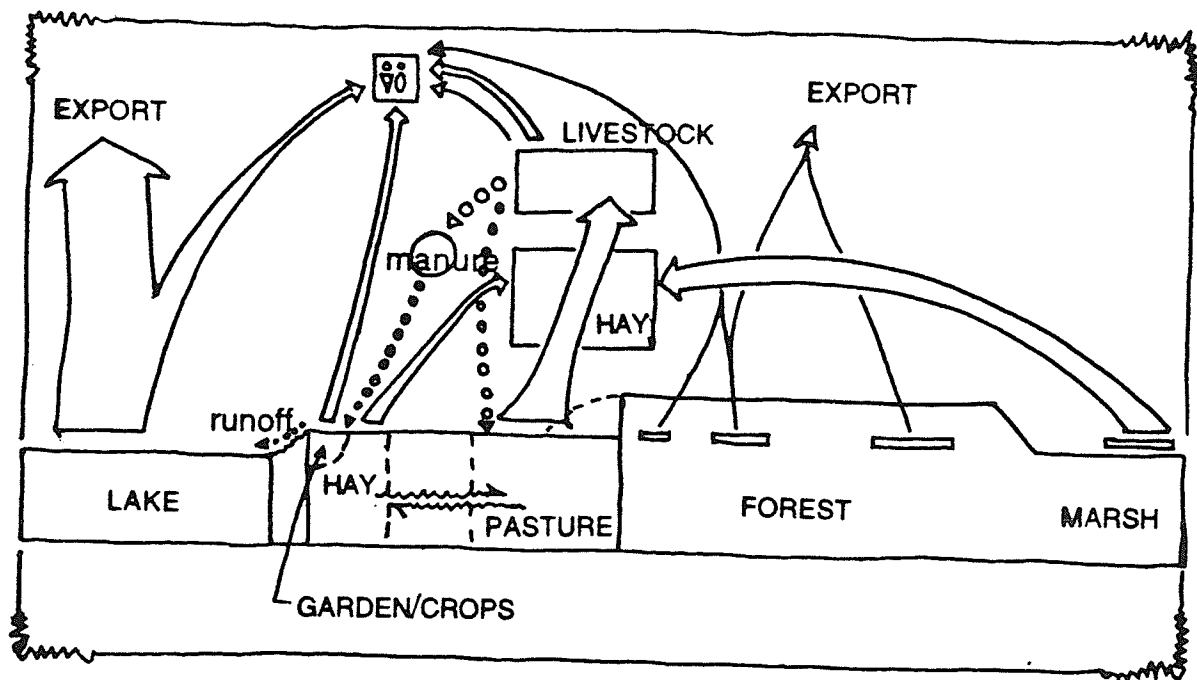 EXPORT
EXPORT
LIVESTOCK
manure
HAY
runoff
HAY
LAKE
PASTURE
FOREST
MARSH
GARDEN/CROPS